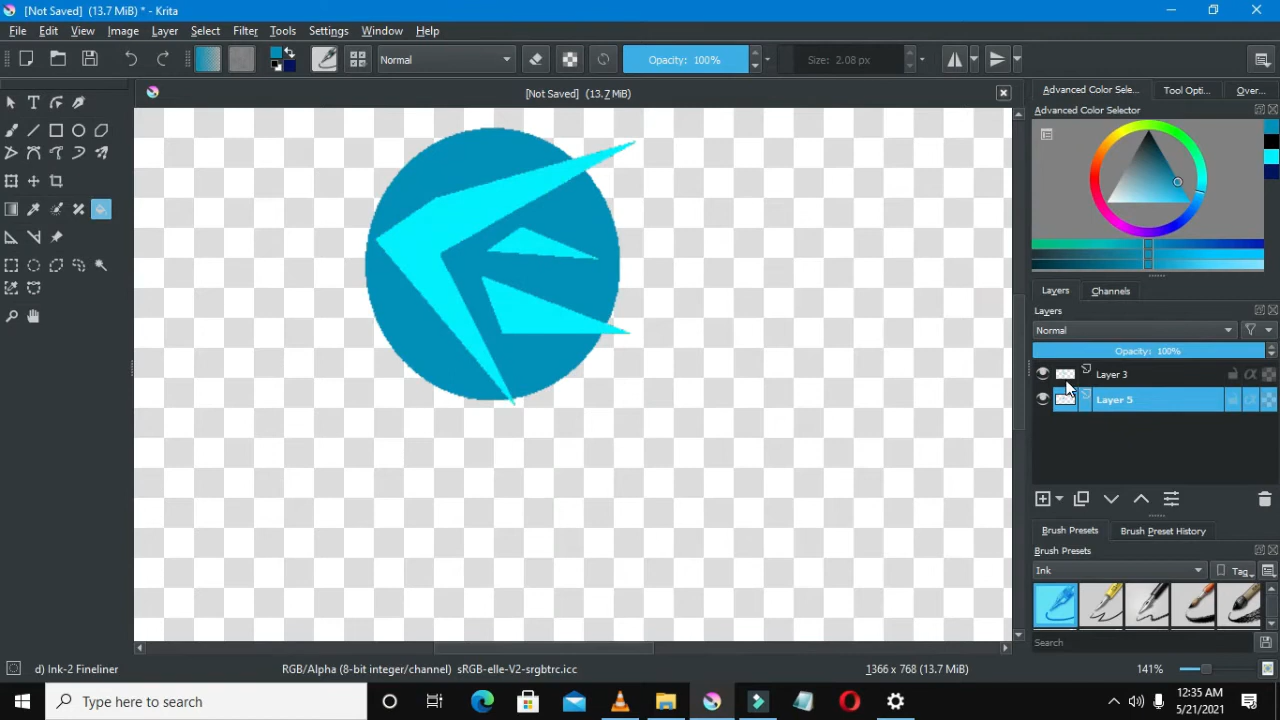 [Not Saved] (13.7 MiB) * - Krita
File Edit View Image Layer Select Filter Tools Settings Window Help
Normal
Opacity: 100%
Size: 2.08 px
[Not Saved] (13.7 MiB)
Advanced Color Sele... Tool Opti... Over...
Advanced Color Selector
Layers Channels
Layers
Normal
Opacity: 100%
Layer 3
Layer 5
Brush Presets Brush Preset History
Brush Presets
Ink
Tag
Search
d) Ink-2 Fineliner
RGB/Alpha (8-bit integer/channel) sRGB-elle-V2-srgbtrc.icc
1366 x 768 (13.7 MiB)
141%
Type here to search
12:35 AM
5/21/2021